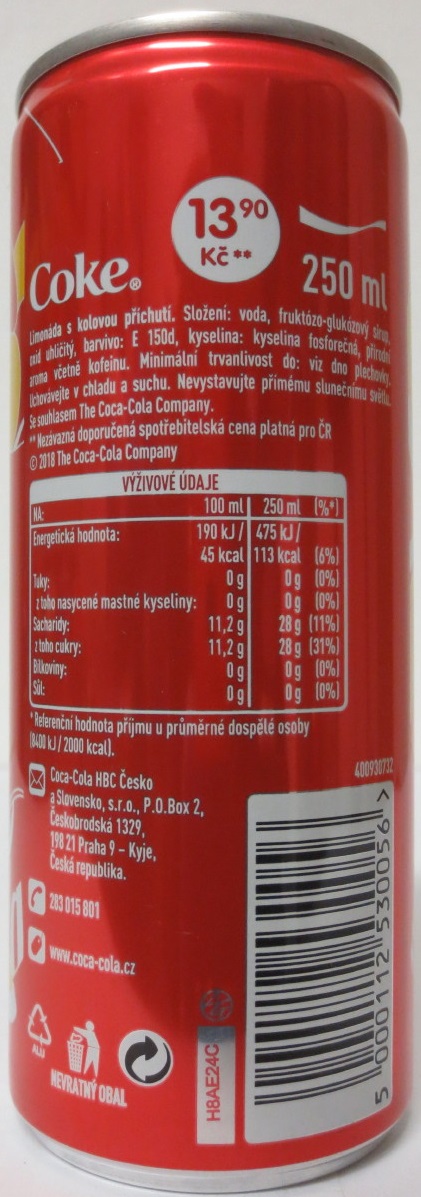 13 90
Kč **
Coke®
250 ml
Limonáda s kolovou příchutí. Složení: voda, fruktózo-glukózový sirup,
oxid uhličitý, barvivo: E 150d, kyselina: kyselina fosforečná, přírodní
aroma včetně kofeinu. Minimální trvanlivost do: viz dno plechovky.
Uchovávejte v chladu a suchu. Nevystavujte přímému slunečnímu světlu.
Se souhlasem The Coca-Cola Company.
** Nezávazná doporučená spotřebitelská cena platná pro ČR
© 2018 The Coca-Cola Company
VÝŽIVOVÉ ÚDAJE
NA: 100 ml 250 ml (%*)
Energetická hodnota: 190 kJ/ 475 kJ/
45 kcal 113 kcal (6%)
Tuky: 0 g 0 g (0%)
z toho nasycené mastné kyseliny: 0 g 0 g (0%)
Sacharidy: 11,2 g 28 g (11%)
z toho cukry: 11,2 g 28 g (31%)
Bílkoviny: 0 g 0 g (0%)
Sůl: 0 g 0 g (0%)
* Referenční hodnota příjmu u průměrné dospělé osoby
(8400 kJ / 2000 kcal).
400930732
Coca-Cola HBC Česko
a Slovensko, s.r.o., P.O.Box 2,
Českobrodská 1329,
198 21 Praha 9 – Kyje,
Česká republika.
283 015 801
www.coca-cola.cz
ALU
NEVRATNÝ OBAL
H8AE24C
5 000112 530056 >